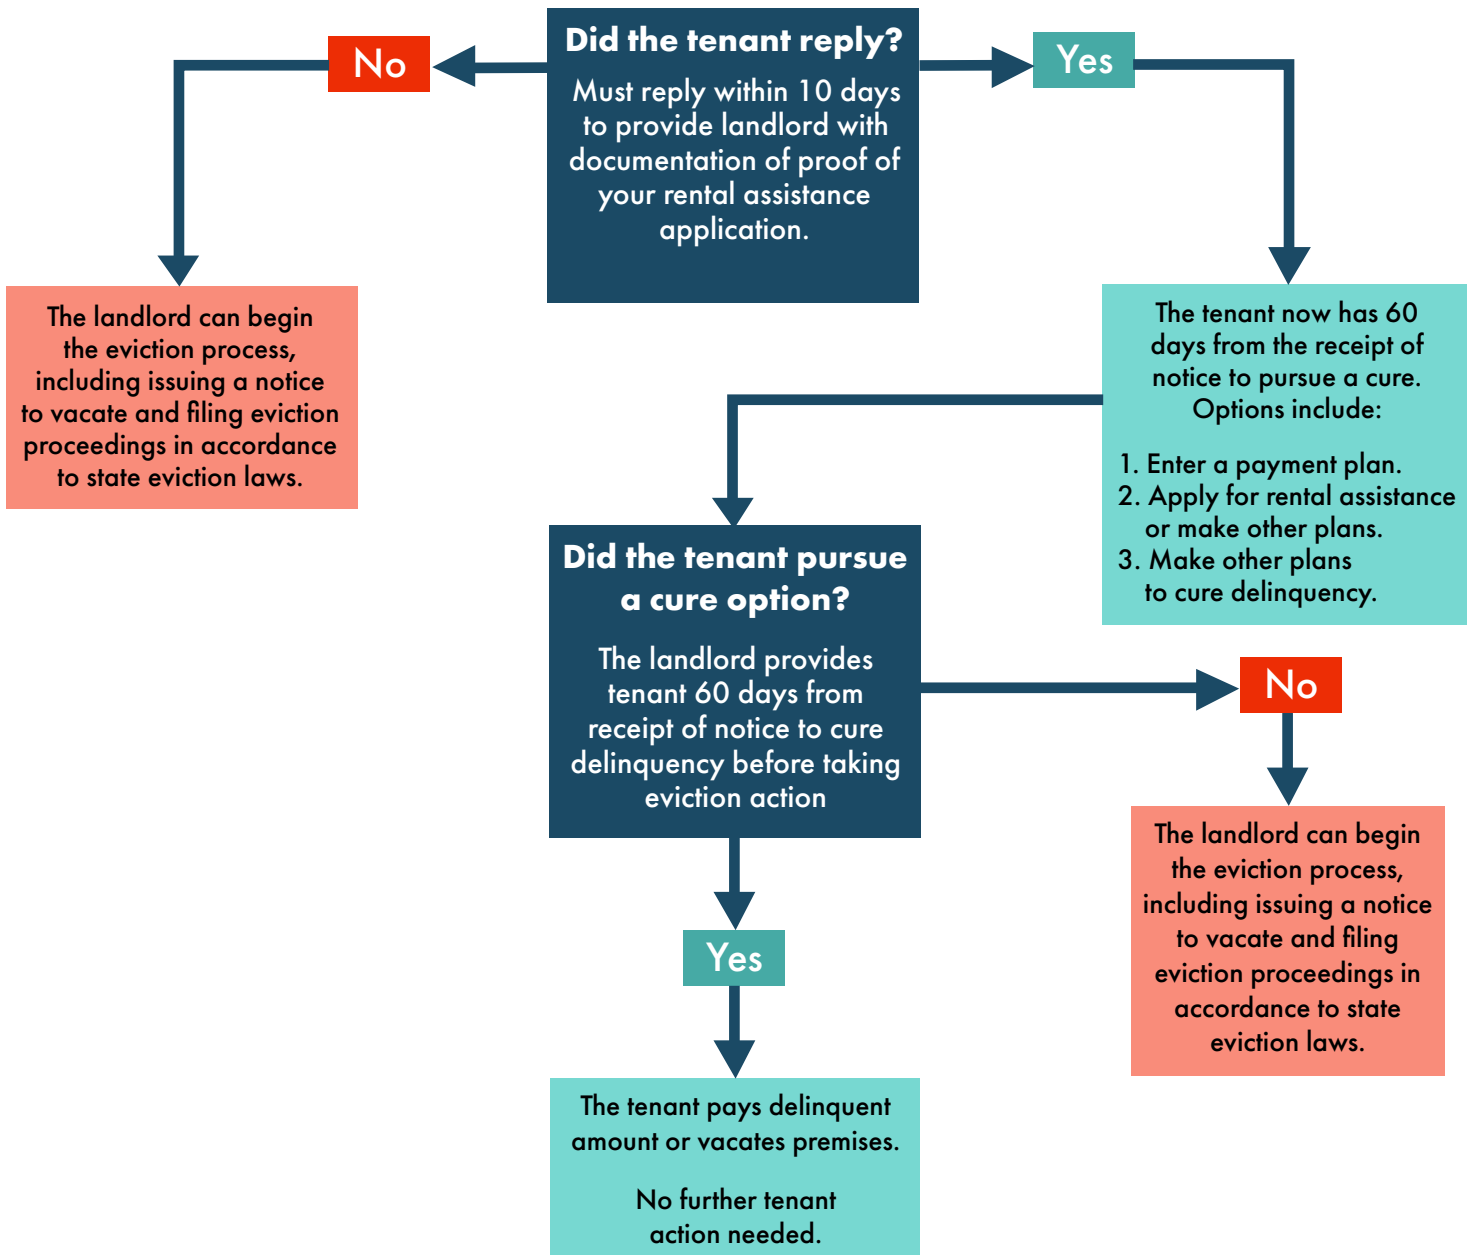 Did the tenant reply?
Must reply within 10 days
to provide landlord with
documentation of proof of
your rental assistance
application.
No
Yes
The landlord can begin
the eviction process,
including issuing a notice
to vacate and filing eviction
proceedings in accordance
to state eviction laws.
The tenant now has 60
days from the receipt of
notice to pursue a cure.
Options include:
1. Enter a payment plan.
2. Apply for rental assistance
or make other plans.
3. Make other plans
to cure delinquency.
Did the tenant pursue
a cure option?
The landlord provides
tenant 60 days from
receipt of notice to cure
delinquency before taking
eviction action
No
The landlord can begin
the eviction process,
including issuing a notice
to vacate and filing
eviction proceedings in
accordance to state
eviction laws.
Yes
The tenant pays delinquent
amount or vacates premises.
No further tenant
action needed.